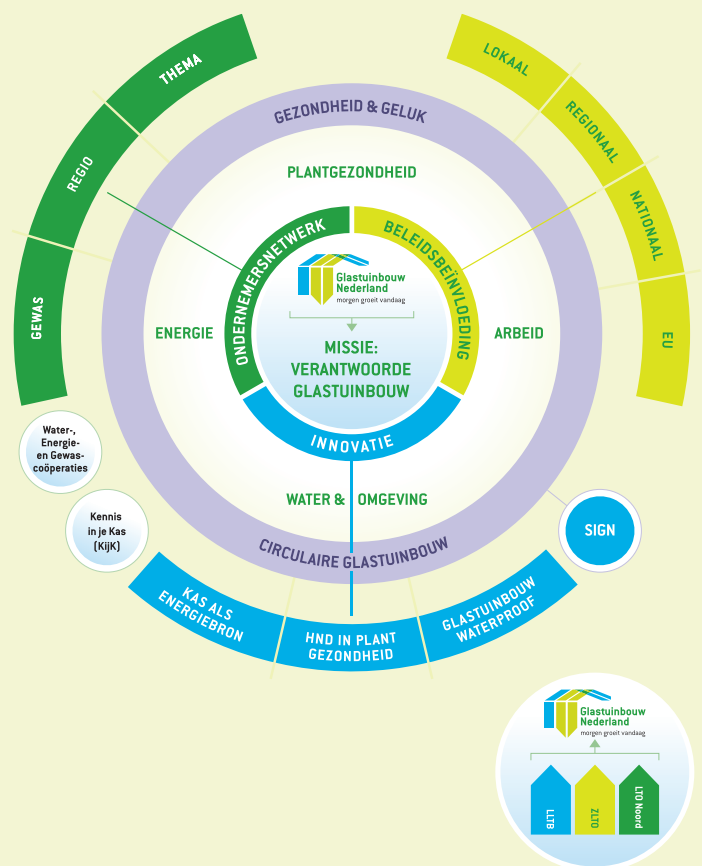 THEMA
REGIO
GEWAS
LOKAAL
REGIONAAL
NATIONAAL
EU
GEZONDHEID & GELUK
PLANTGEZONDHEID
ONDERNEMERSNETWERK
BELEIDSBEÏNVLOEDING
Glastuinbouw
Nederland
morgen groeit vandaag
ENERGIE
ARBEID
MISSIE:
VERANTWOORDE
GLASTUINBOUW
INNOVATIE
Water-,
Energie-
en Gewas-
coöperaties
WATER & OMGEVING
Kennis
in je Kas
(KijK)
SIGN
CIRCULAIRE GLASTUINBOUW
KAS ALS
ENERGIEBRON
HND IN PLANT
GEZONDHEID
GLASTUINBOUW
WATERPROOF
Glastuinbouw
Nederland
morgen groeit vandaag
LLTB
ZLTO
LTO Noord